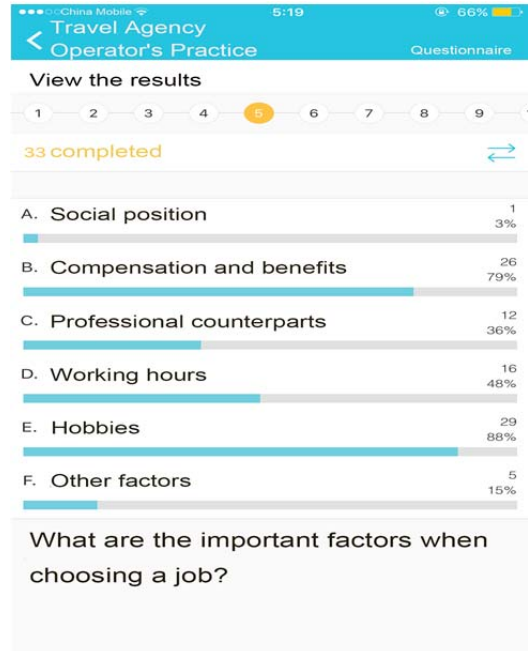 China Mobile 5:19 66%
Travel Agency
Operator's Practice Questionnaire
View the results
1 2 3 4 5 6 7 8 9
33 completed
A. Social position 1
3%
B. Compensation and benefits 26
79%
C. Professional counterparts 12
36%
D. Working hours 16
48%
E. Hobbies 29
88%
F. Other factors 5
15%
What are the important factors when
choosing a job?